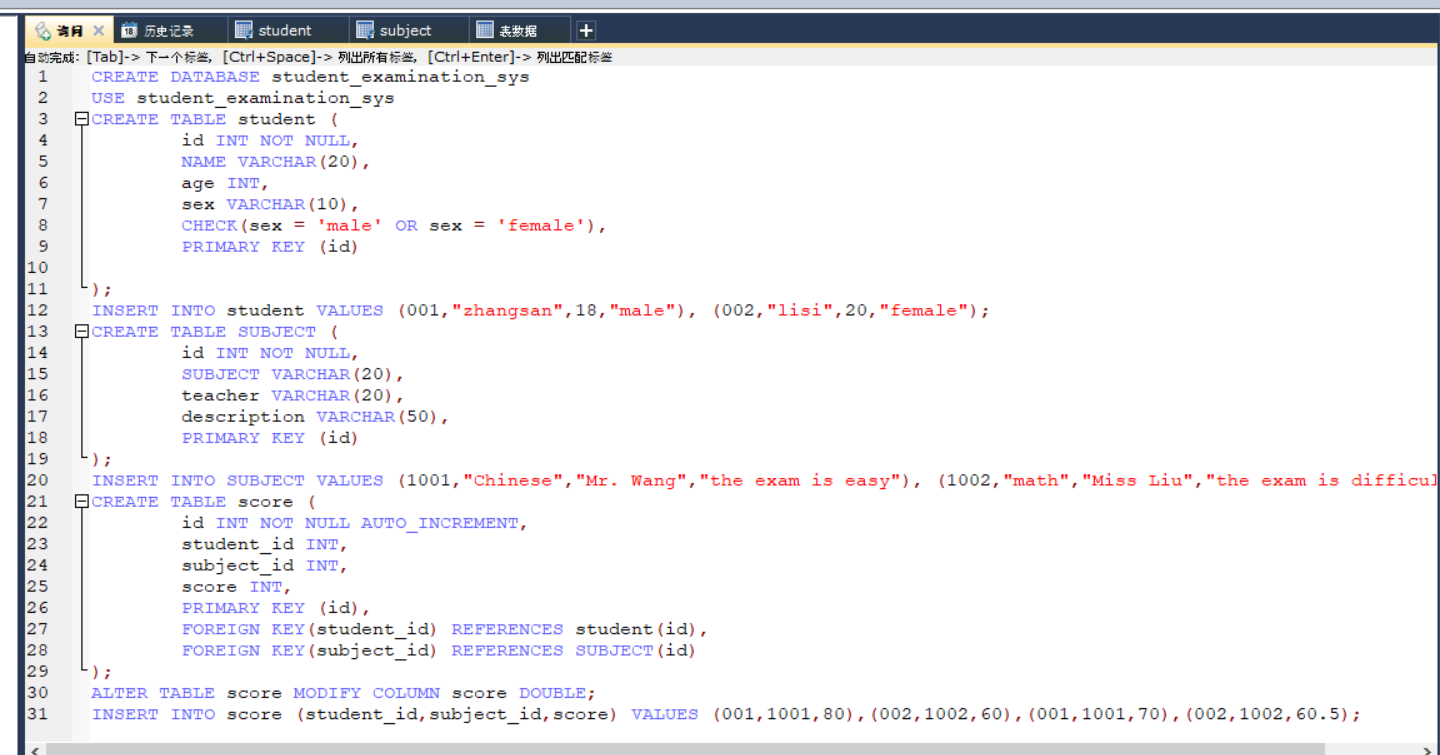 询问 历史记录 student subject 表数据
自动完成: [Tab]-> 下一个标签, [Ctrl+Space]-> 列出所有标签, [Ctrl+Enter]-> 列出匹配标签
1 CREATE DATABASE student_examination_sys
2 USE student_examination_sys
3 CREATE TABLE student (
4 id INT NOT NULL,
5 NAME VARCHAR(20),
6 age INT,
7 sex VARCHAR(10),
8 CHECK(sex = 'male' OR sex = 'female'),
9 PRIMARY KEY (id)
10
11 );
12 INSERT INTO student VALUES (001,"zhangsan",18,"male"), (002,"lisi",20,"female");
13 CREATE TABLE SUBJECT (
14 id INT NOT NULL,
15 SUBJECT VARCHAR(20),
16 teacher VARCHAR(20),
17 description VARCHAR(50),
18 PRIMARY KEY (id)
19 );
20 INSERT INTO SUBJECT VALUES (1001,"Chinese","Mr. Wang","the exam is easy"), (1002,"math","Miss Liu","the exam is difficul
21 CREATE TABLE score (
22 id INT NOT NULL AUTO_INCREMENT,
23 student_id INT,
24 subject_id INT,
25 score INT,
26 PRIMARY KEY (id),
27 FOREIGN KEY(student_id) REFERENCES student(id),
28 FOREIGN KEY(subject_id) REFERENCES SUBJECT(id)
29 );
30 ALTER TABLE score MODIFY COLUMN score DOUBLE;
31 INSERT INTO score (student_id,subject_id,score) VALUES (001,1001,80),(002,1002,60),(001,1001,70),(002,1002,60.5);